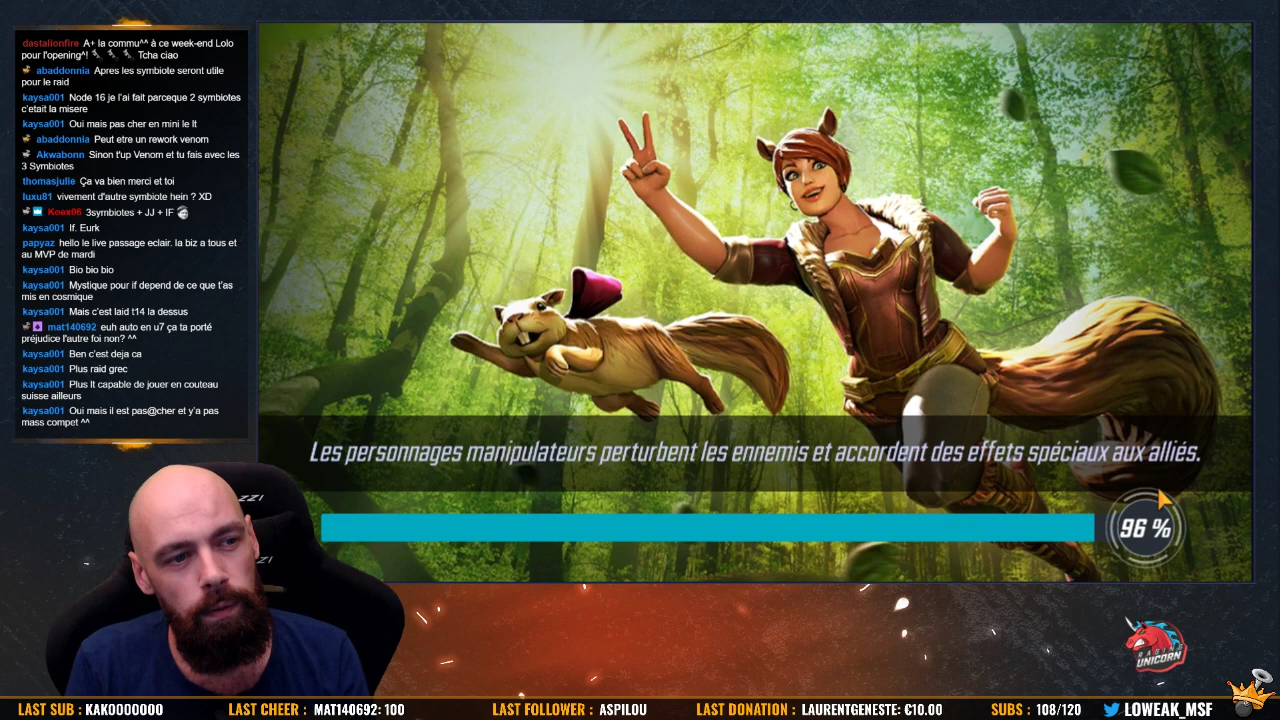 dastalionfire A+ la commu^^ à ce week-end Lolo
pour l'opening^! Tcha ciao
abaddonnia Apres les symbiote seront utile
pour le raid
kaysa001 Node 16 je l'ai fait parceque 2 symbiotes
c'etait la misere
kaysa001 Oui mais pas cher en mini le lt
abaddonnia Peut etre un rework venom
Akwabonn Sinon t'up Venom et tu fais avec les
3 Symbiotes
thomasjulie Ça va bien merci et toi
luxu81 vivement d'autre symbiote hein ? XD
Koex06 3symbiotes + JJ + IF
kaysa001 If. Eurk
papyaz hello le live passage eclair. la biz a tous et
au MVP de mardi
kaysa001 Bio bio bio
kaysa001 Mystique pour if depend de ce que t'as
mis en cosmique
kaysa001 Mais c'est laid t14 la dessus
mat140692 euh auto en u7 ça ta porté
préjudice l'autre foi non? ^^
kaysa001 Ben c'est deja ca
kaysa001 Plus raid grec
kaysa001 Plus lt capable de jouer en couteau
suisse ailleurs
kaysa001 Oui mais il est pas@cher et y'a pas
mass compet ^^
Les personnages manipulateurs perturbent les ennemis et accordent des effets spéciaux aux alliés.
96 %
UNICORN
LAST SUB : KAKO000000 LAST CHEER : MAT140692: 100 LAST FOLLOWER : ASPILOU LAST DONATION : LAURENTGENESTE: €10.00 SUBS : 108/120 LOWEAK_MSF